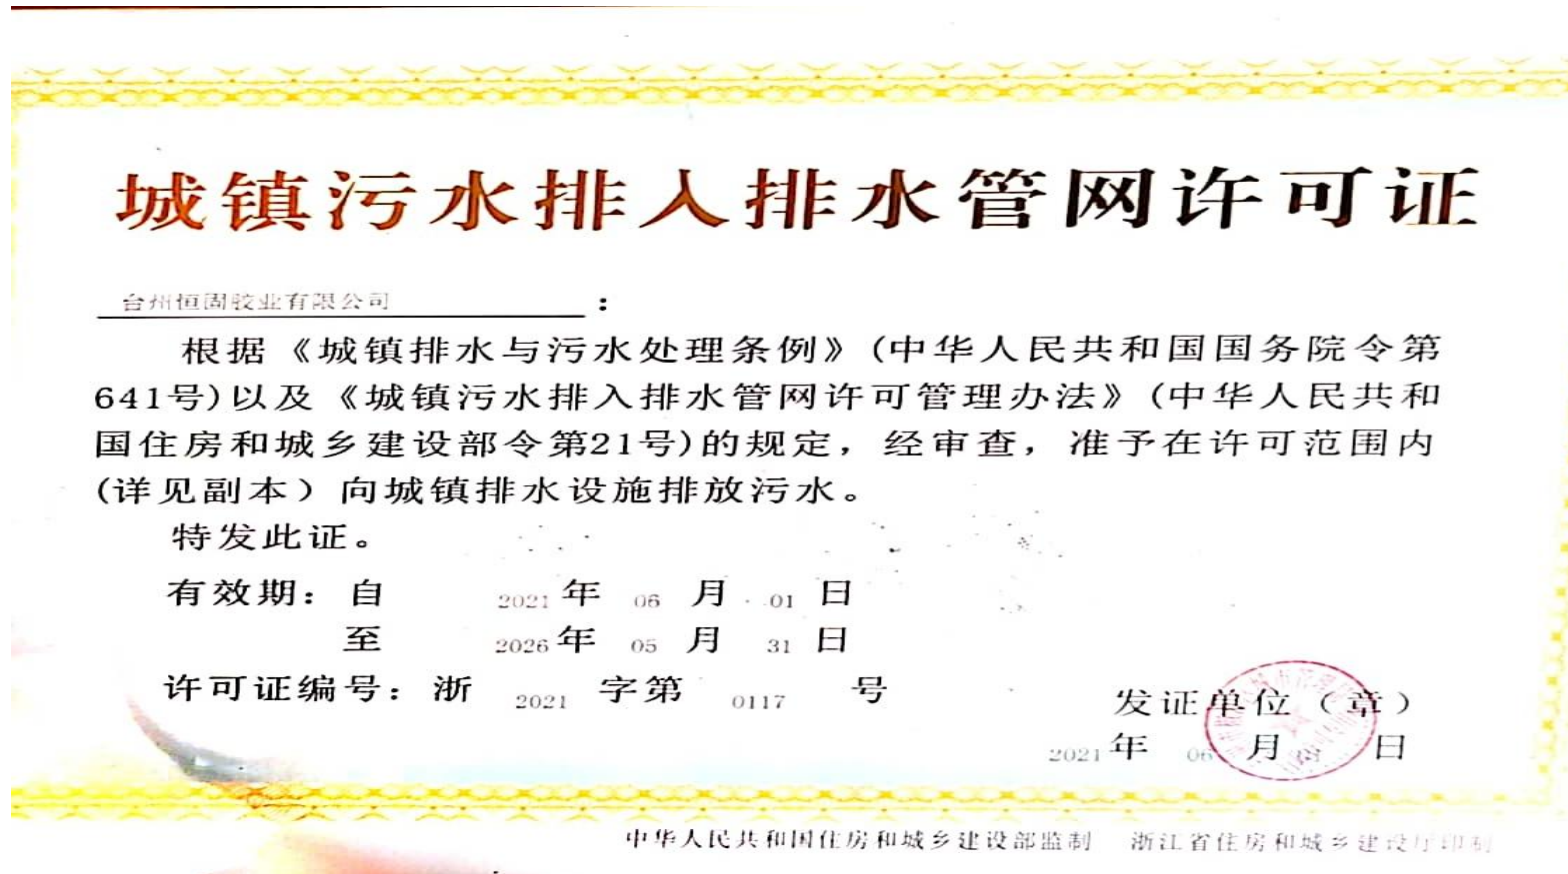 城镇污水排入排水管网许可证
台州恒固胶业有限公司：
根据《城镇排水与污水处理条例》(中华人民共和国国务院令第
641号)以及《城镇污水排入排水管网许可管理办法》(中华人民共和
国住房和城乡建设部令第21号)的规定，经审查，准予在许可范围内
(详见副本）向城镇排水设施排放污水。
特发此证。
有效期：自 2021 年 06 月 01 日
至 2026 年 05 月 31 日
许可证编号：浙 2021 字第 0117 号
发证单位（章）
2021 年 06 月 日
中华人民共和国住房和城乡建设部监制 浙江省住房和城乡建设厅印制